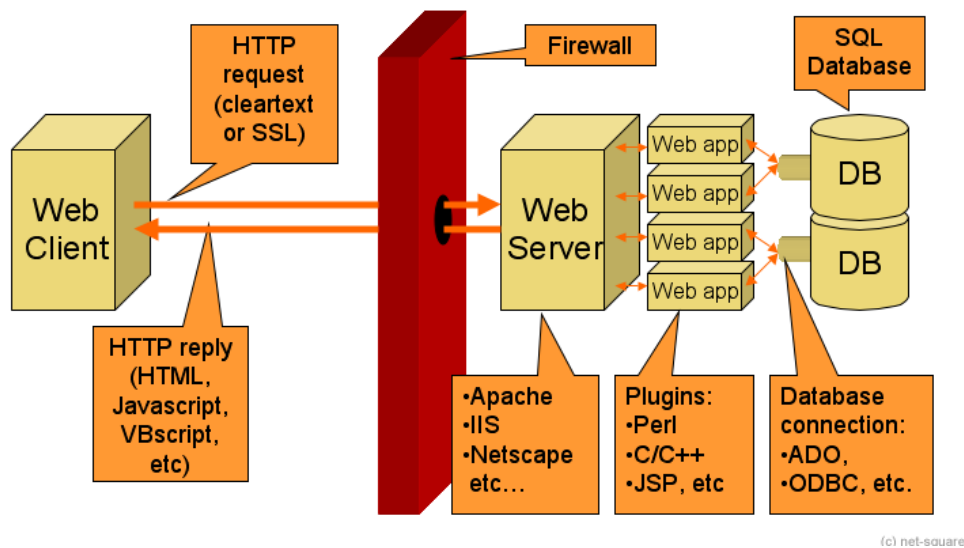 HTTP
request
(cleartext
or SSL)
Firewall
SQL
Database
Web
Client
Web
Server
Web app
Web app
Web app
Web app
DB
DB
HTTP reply
(HTML,
Javascript,
VBscript,
etc)
•Apache
•IIS
•Netscape
etc...
Plugins:
•Perl
•C/C++
•JSP, etc
Database
connection:
•ADO,
•ODBC, etc.
(c) net-square